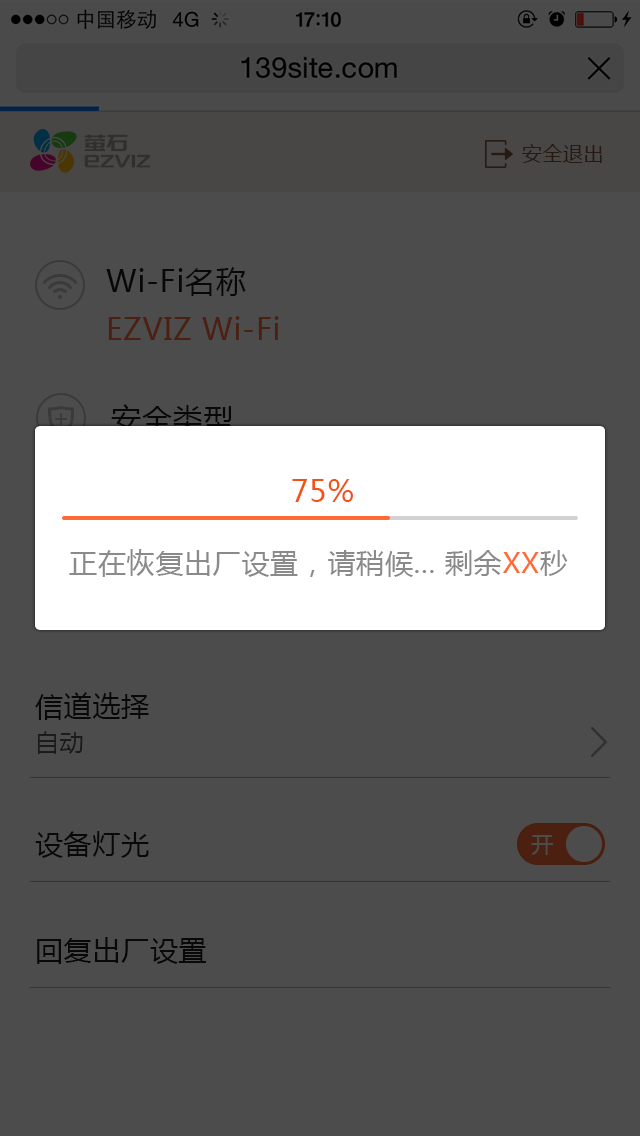 中国移动 4G 17:10
139site.com
萤石
ezviz
安全退出
Wi-Fi名称
EZVIZ Wi-Fi
安全类型
75%
正在恢复出厂设置，请稍候... 剩余XX秒
信道选择
自动
设备灯光
开
回复出厂设置